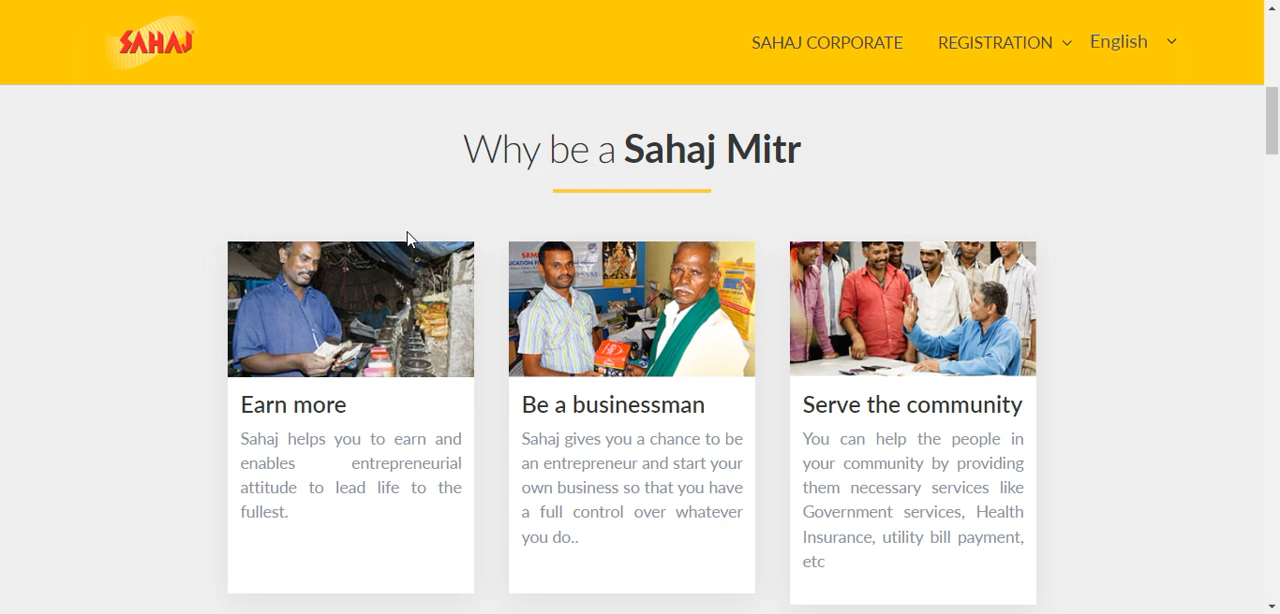 SAHAJ
SAHAJ CORPORATE
REGISTRATION
English
Why be a Sahaj Mitr
Earn more
Sahaj helps you to earn and
enables entrepreneurial
attitude to lead life to the
fullest.
Be a businessman
Sahaj gives you a chance to be
an entrepreneur and start your
own business so that you have
a full control over whatever
you do..
Serve the community
You can help the people in
your community by providing
them necessary services like
Government services, Health
Insurance, utility bill payment,
etc